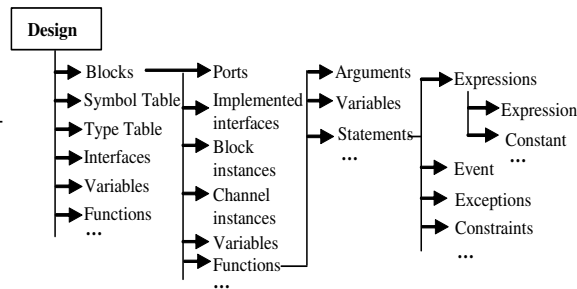 Design
Blocks
Symbol Table
Type Table
Interfaces
Variables
Functions
...
Ports
Implemented
interfaces
Block
instances
Channel
instances
Variables
Functions
...
Arguments
Variables
Statements
...
Expressions
Expression
Constant
...
Event
Exceptions
Constraints
...